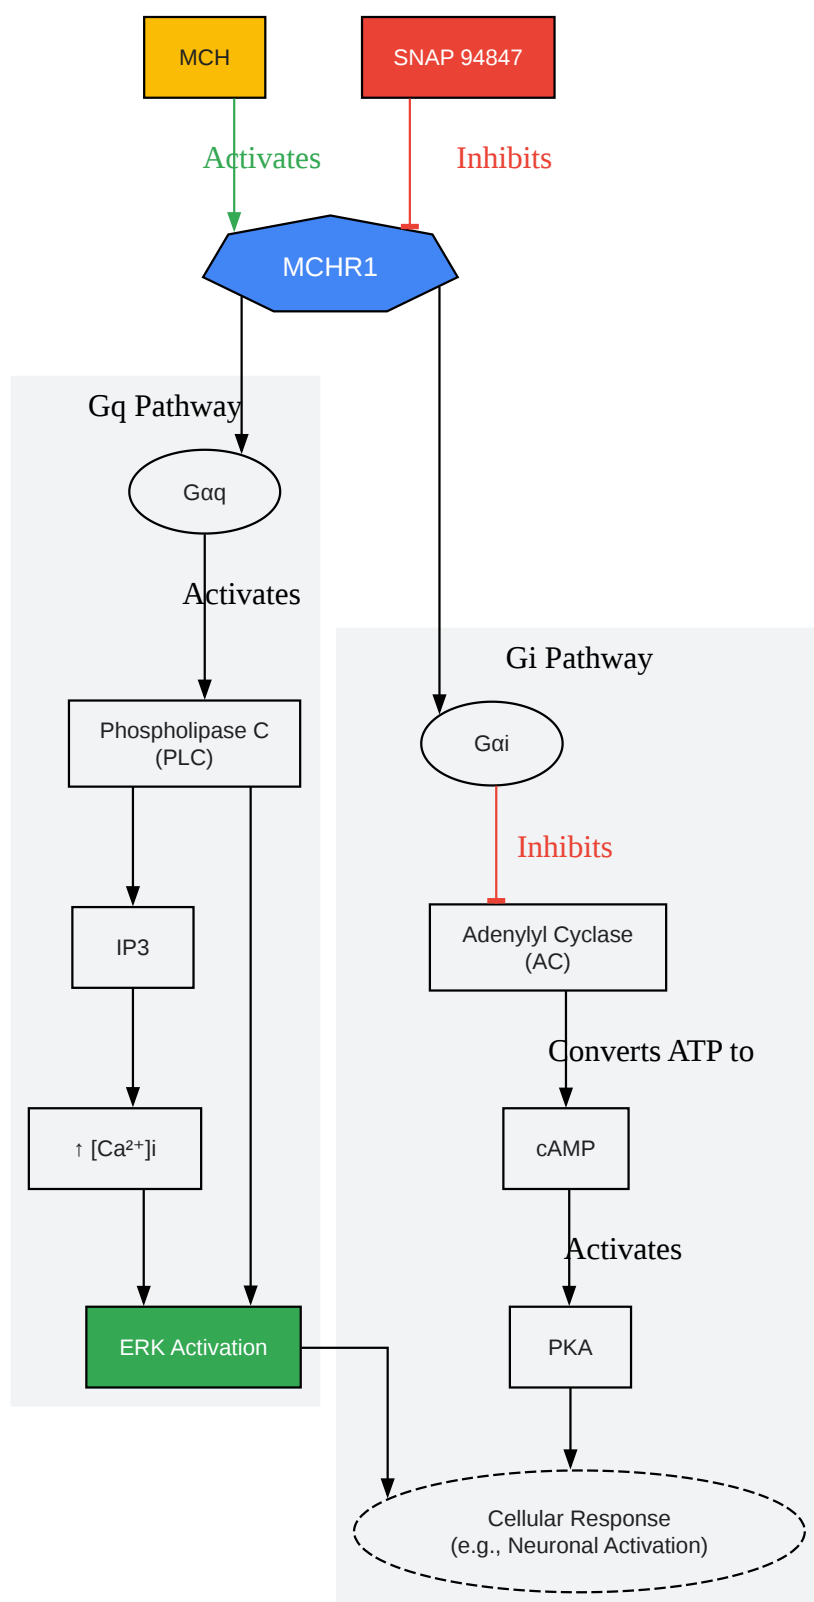 MCH
SNAP 94847
Activates
Inhibits
MCHR1
Gq Pathway
Gαq
Activates
Gi Pathway
Phospholipase C
(PLC)
Gαi
Inhibits
IP3
Adenylyl Cyclase
(AC)
Converts ATP to
↑ [Ca²⁺]i
cAMP
Activates
ERK Activation
PKA
Cellular Response
(e.g., Neuronal Activation)